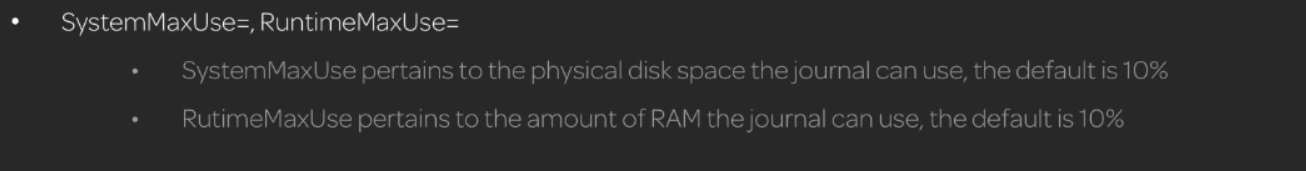 • SystemMaxUse=, RuntimeMaxUse=
• SystemMaxUse pertains to the physical disk space the journal can use, the default is 10%
• RutimeMaxUse pertains to the amount of RAM the journal can use, the default is 10%